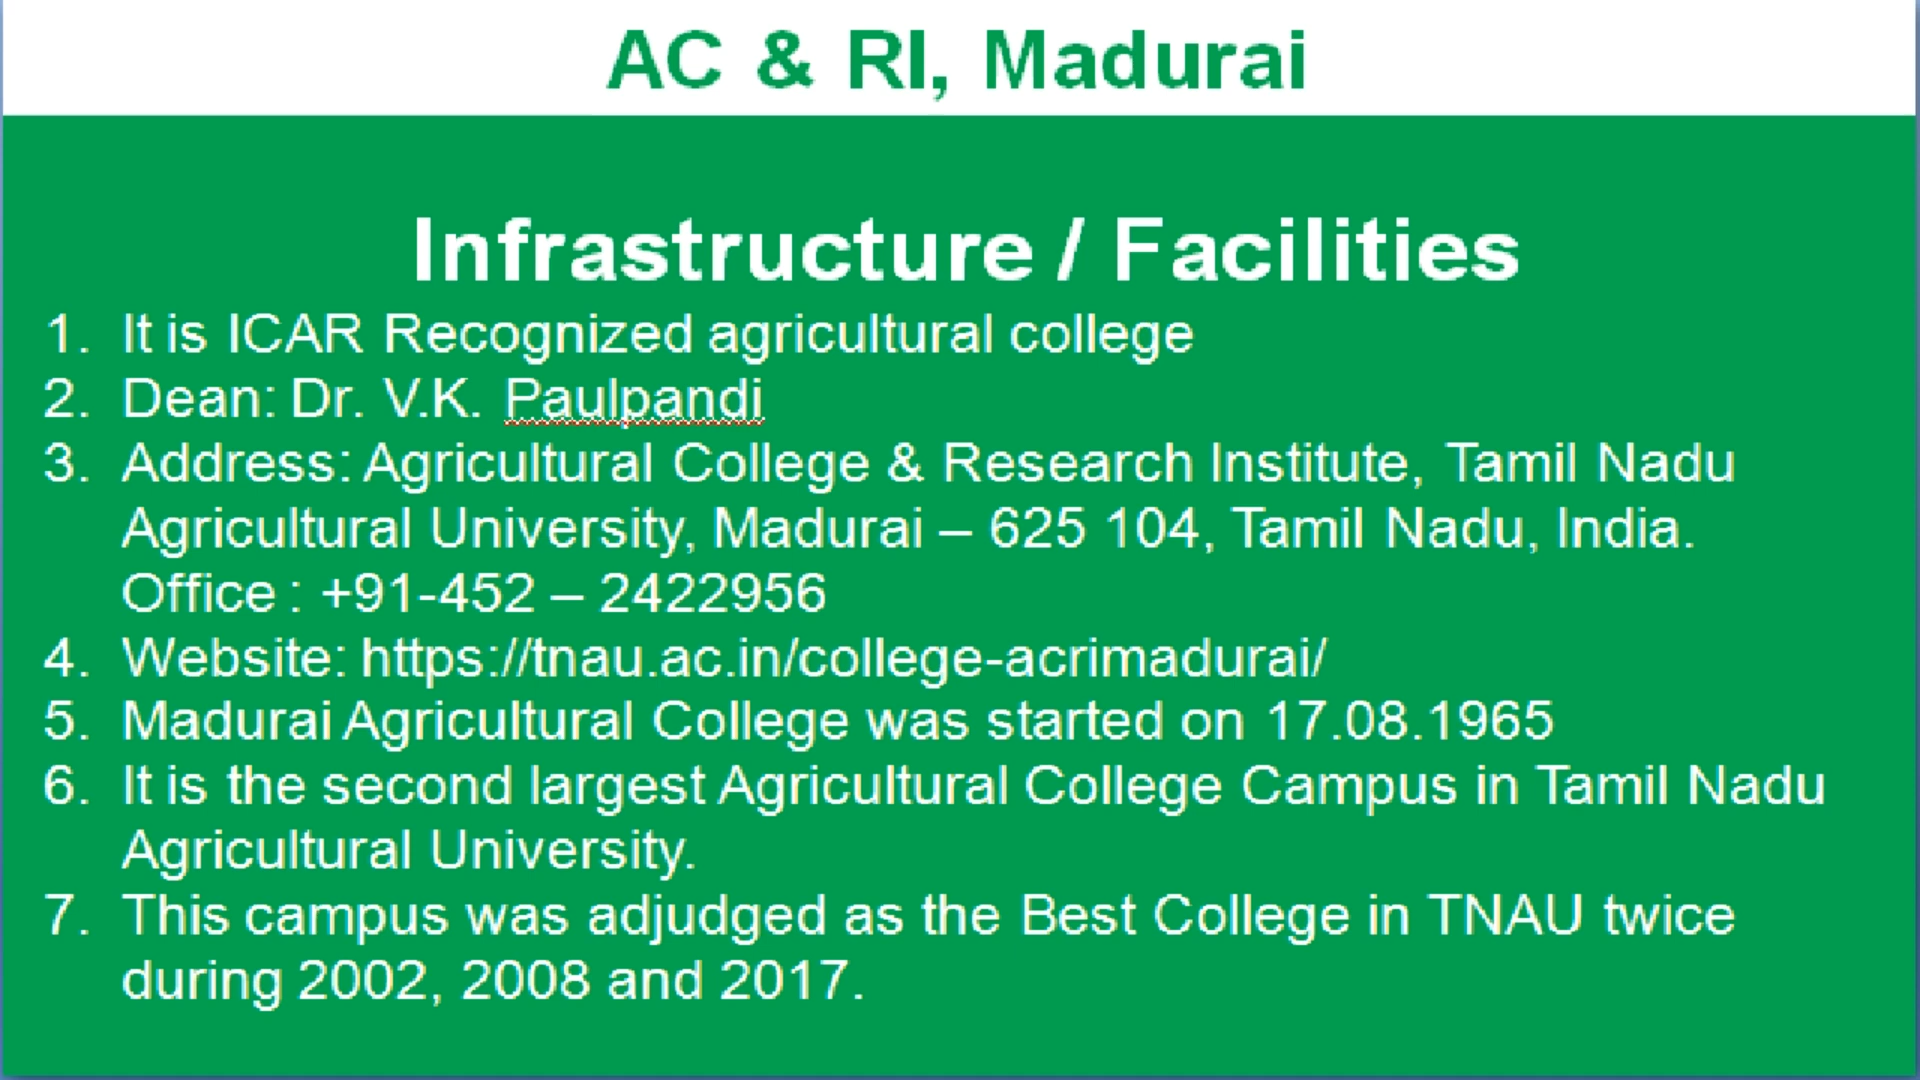 AC & RI, Madurai
Infrastructure / Facilities
1. It is ICAR Recognized agricultural college
2. Dean: Dr. V.K. Paulpandi
3. Address: Agricultural College & Research Institute, Tamil Nadu
Agricultural University, Madurai – 625 104, Tamil Nadu, India.
Office : +91-452 – 2422956
4. Website: https://tnau.ac.in/college-acrimadurai/
5. Madurai Agricultural College was started on 17.08.1965
6. It is the second largest Agricultural College Campus in Tamil Nadu
Agricultural University.
7. This campus was adjudged as the Best College in TNAU twice
during 2002, 2008 and 2017.